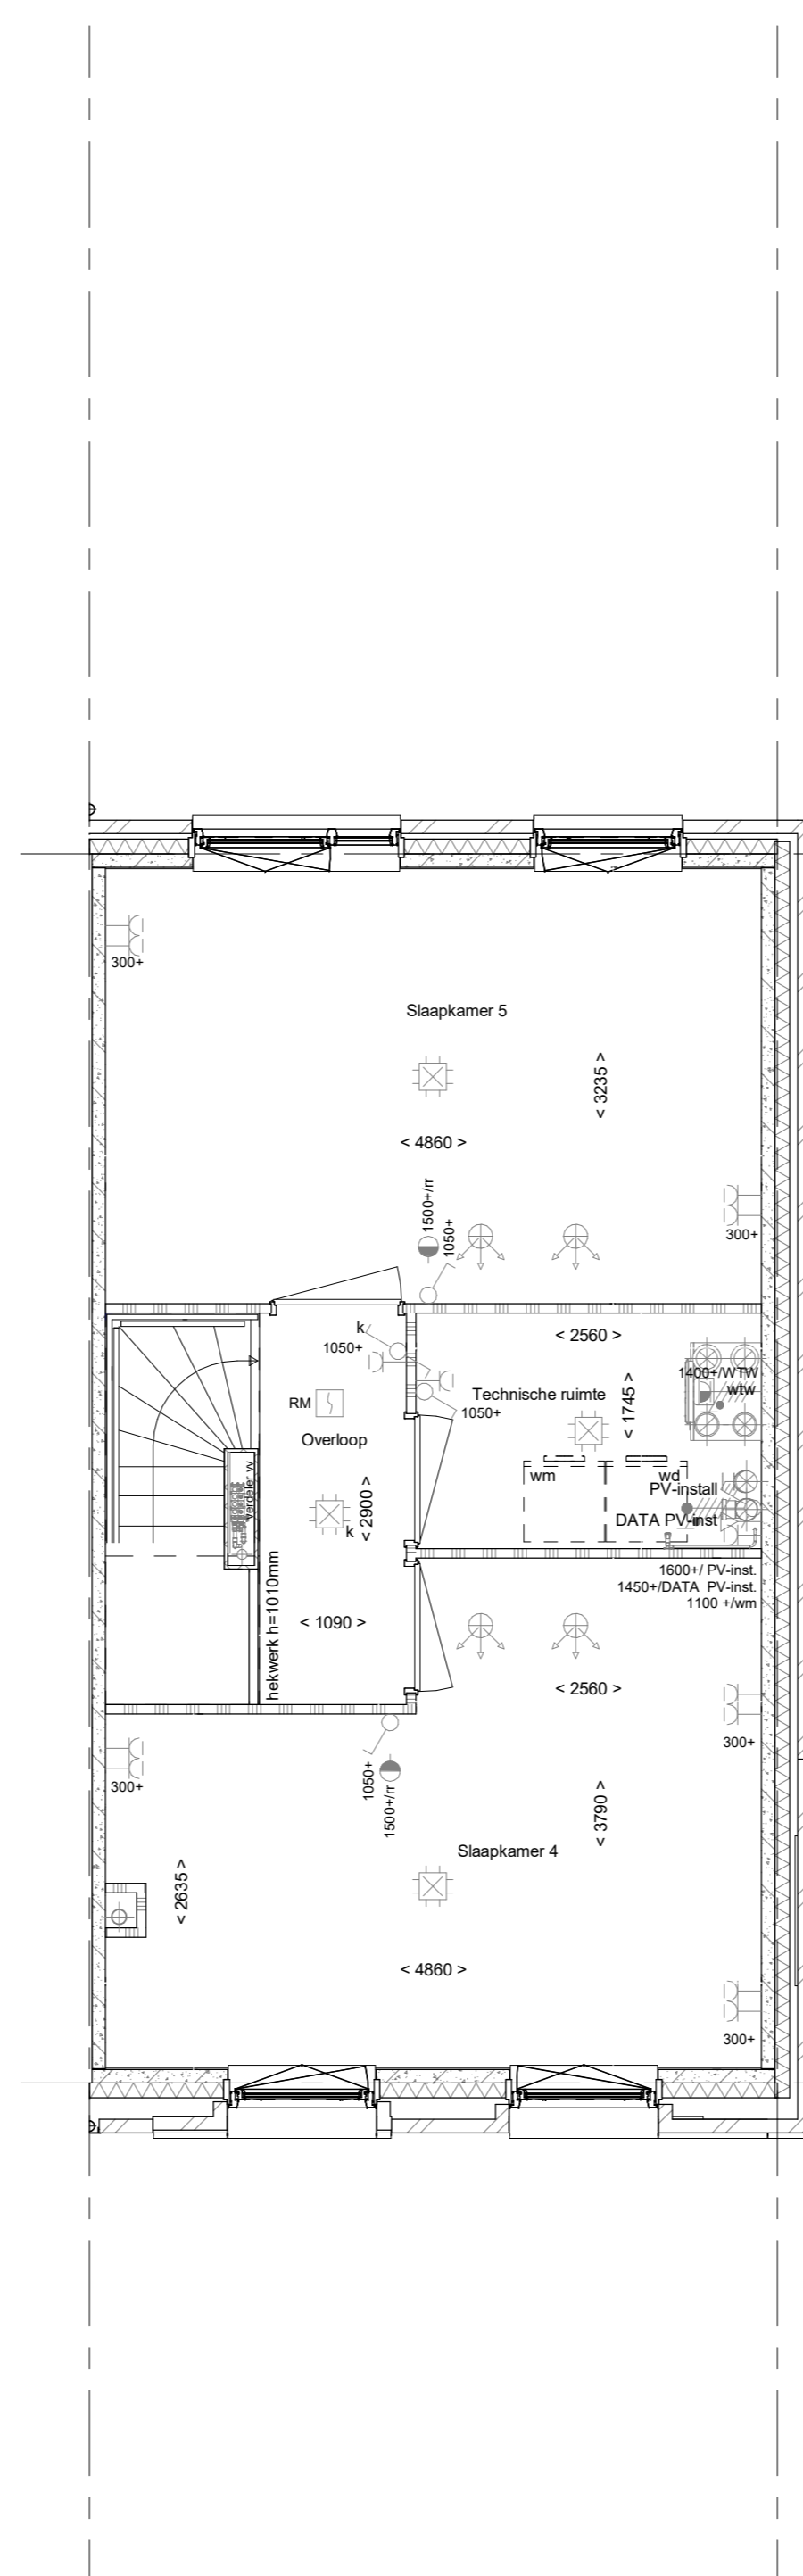 300+
Slaapkamer 5
< 3235 >
< 4860 >
1500+/rr
1050+
300+
k
1050+
< 2560 >
1400+/WTW
wtw
RM
Technische ruimte
< 1745 >
1050+
Overloop
verdeler w
wm
wd
PV-install
DATA PV-inst
k
< 2900 >
1600+/ PV-inst.
1450+/DATA PV-inst.
1100 +/wm
hekwerk h=1010mm
< 1090 >
< 2560 >
300+
300+
1050+
1500+/rr
< 3790 >
Slaapkamer 4
< 2635 >
< 4860 >
300+